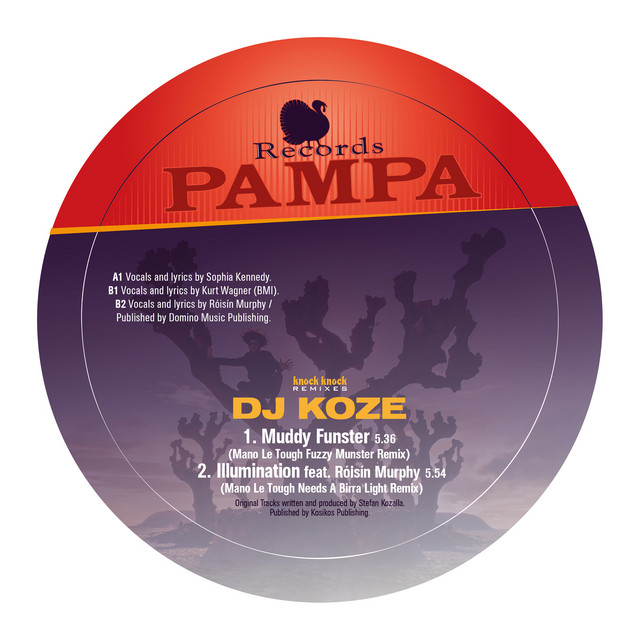 Records
PAMPA
A1 Vocals and lyrics by Sophia Kennedy.
B1 Vocals and lyrics by Kurt Wagner (BMI).
B2 Vocals and lyrics by Róisín Murphy /
Published by Domino Music Publishing.
knock knock
REMIXES
DJ KOZE
1. Muddy Funster 5.36
(Mano Le Tough Fuzzy Munster Remix)
2. Illumination feat. Róisín Murphy 5.54
(Mano Le Tough Needs A Birra Light Remix)
Original Tracks written and produced by Stefan Kozalla.
Published by Kosikos Publishing.